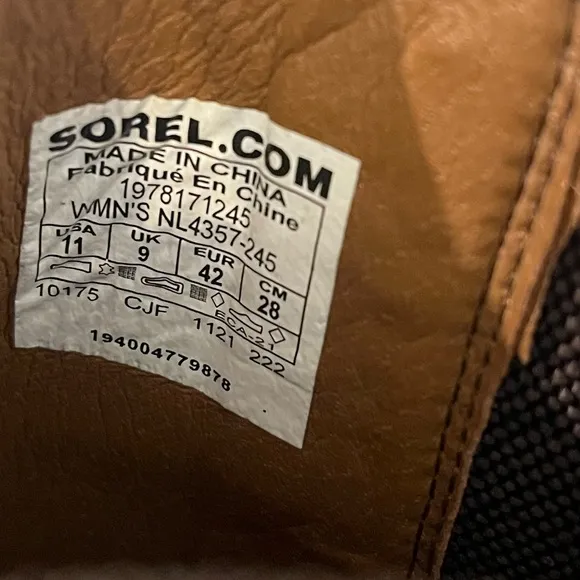 SOREL.COM
MADE IN CHINA
Fabriqué En Chine
1978171245
WMN'S NL4357-245
USA UK EUR CM
11 9 42 28
ECA-21
10175 CJF 1121 222
194004779878